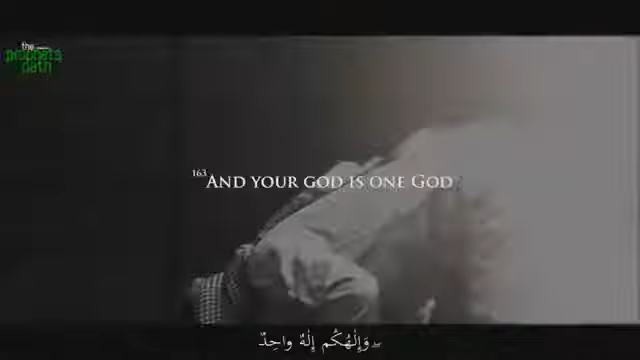 the
prophets
path
163 AND YOUR GOD IS ONE GOD
وَإِلَٰهُكُمْ إِلَٰهٌ وَاحِدٌ